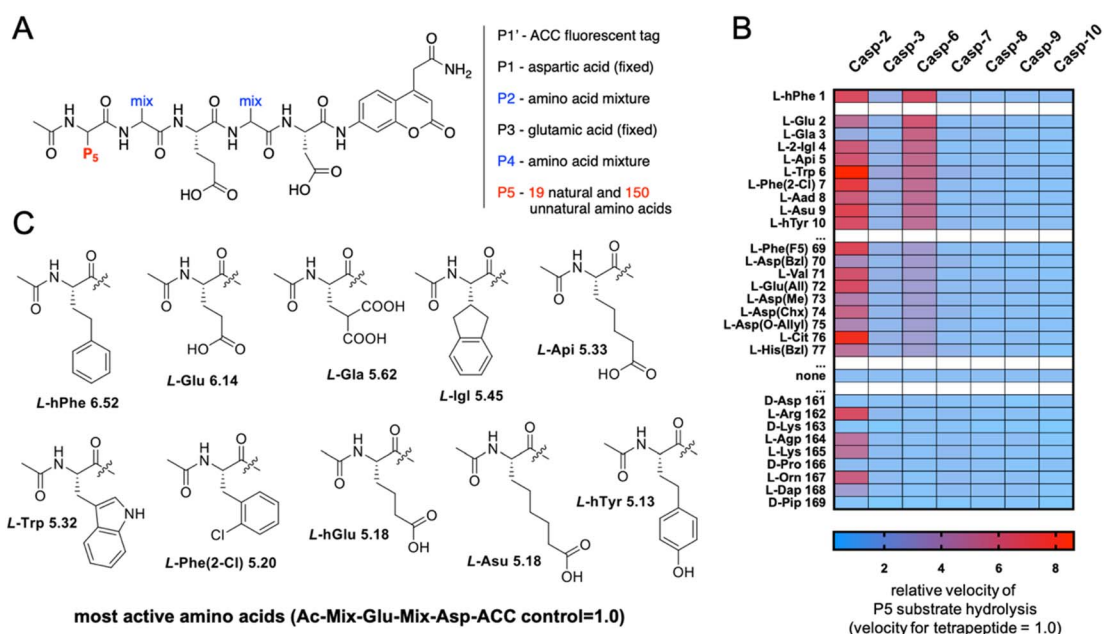 A
H
N
O
P₅
mix
O
N
H
H
N
O
O
HO
mix
O
N
H
H
N
O
O
HO
NH
O
NH₂
O
O
P1' - ACC fluorescent tag
P1 - aspartic acid (fixed)
P2 - amino acid mixture
P3 - glutamic acid (fixed)
P4 - amino acid mixture
P5 - 19 natural and 150
unnatural amino acids
B
Casp-2 Casp-3 Casp-6 Casp-7 Casp-8 Casp-9 Casp-10
L-hPhe 1
L-Glu 2
L-Gla 3
L-2-Igl 4
L-Api 5
L-Trp 6
L-Phe(2-Cl) 7
L-Aad 8
L-Asu 9
L-hTyr 10
...
L-Phe(F5) 69
L-Asp(Bzl) 70
L-Val 71
L-Glu(All) 72
L-Asp(Me) 73
L-Asp(Chx) 74
L-Asp(O-Allyl) 75
L-Cit 76
L-His(Bzl) 77
...
none
...
D-Asp 161
L-Arg 162
D-Lys 163
L-Agp 164
L-Lys 165
D-Pro 166
L-Orn 167
L-Dap 168
D-Pip 169
2 4 6 8
relative velocity of
P5 substrate hydrolysis
(velocity for tetrapeptide = 1.0)
C
H
N
O
O
L-hPhe 6.52
H
N
O
O
HO
O
L-Glu 6.14
H
N
O
O
COOH
COOH
L-Gla 5.62
H
N
O
O
L-Igl 5.45
H
N
O
O
HO
O
L-Api 5.33
H
N
O
O
NH
L-Trp 5.32
H
N
O
O
Cl
L-Phe(2-Cl) 5.20
H
N
O
O
O
OH
L-hGlu 5.18
H
N
O
O
O
OH
L-Asu 5.18
H
N
O
O
OH
L-hTyr 5.13
most active amino acids (Ac-Mix-Glu-Mix-Asp-ACC control=1.0)